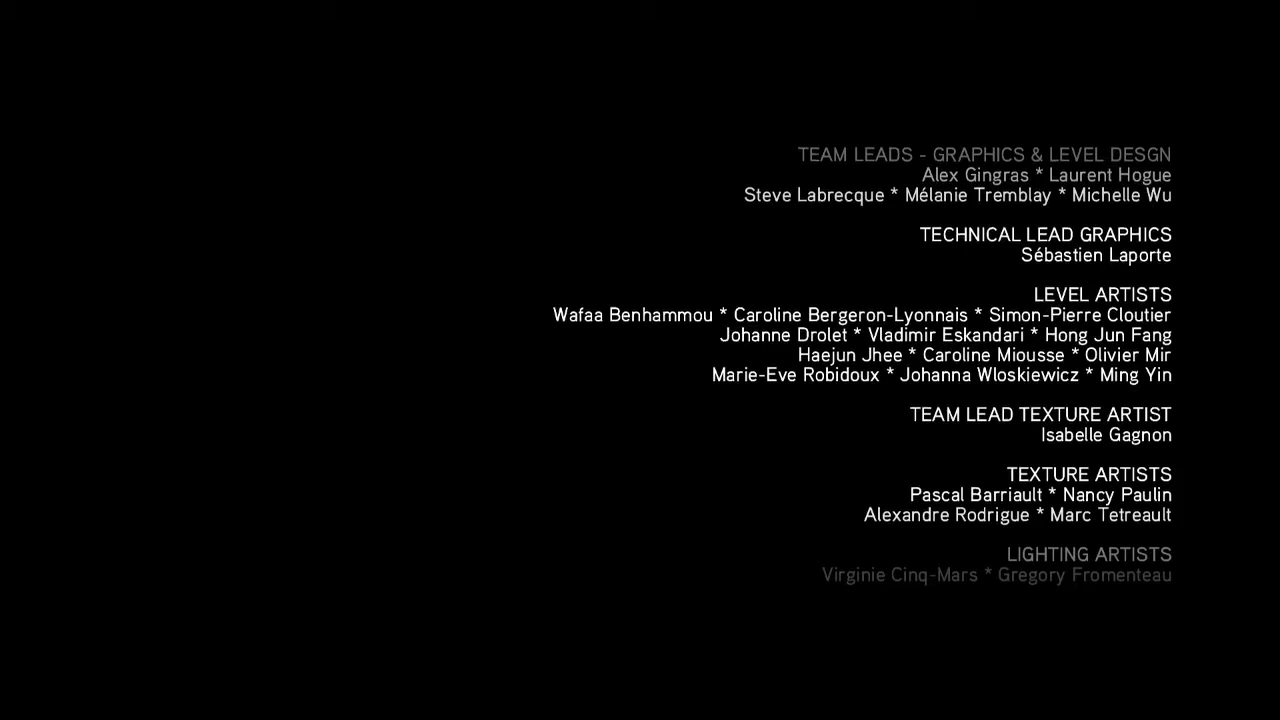 TEAM LEADS - GRAPHICS & LEVEL DESGN
Alex Gingras * Laurent Hogue
Steve Labrecque * Mélanie Tremblay * Michelle Wu
TECHNICAL LEAD GRAPHICS
Sébastien Laporte
LEVEL ARTISTS
Wafaa Benhammou * Caroline Bergeron-Lyonnais * Simon-Pierre Cloutier
Johanne Drolet * Vladimir Eskandari * Hong Jun Fang
Haejun Jhee * Caroline Miousse * Olivier Mir
Marie-Eve Robidoux * Johanna Wloskiewicz * Ming Yin
TEAM LEAD TEXTURE ARTIST
Isabelle Gagnon
TEXTURE ARTISTS
Pascal Barriault * Nancy Paulin
Alexandre Rodrigue * Marc Tetreault
LIGHTING ARTISTS
Virginie Cinq-Mars * Gregory Fromenteau